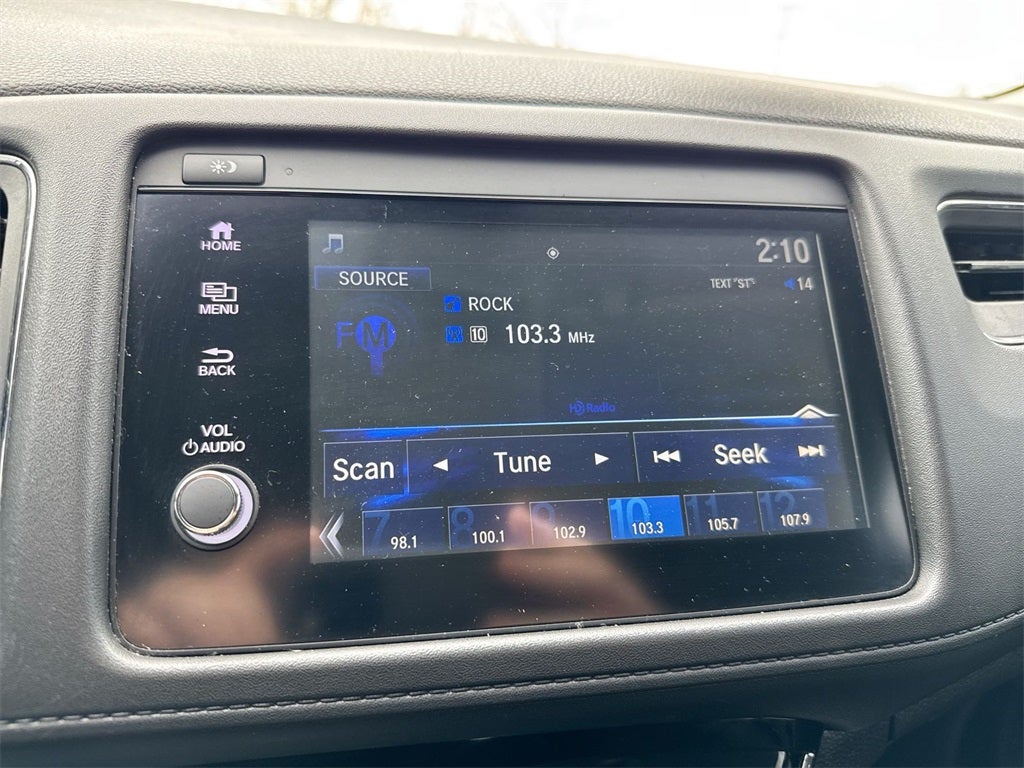 HOME
MENU
BACK
VOL
AUDIO
2:10
SOURCE
TEXT "ST"
14
FM
ROCK
10 103.3 MHz
HD Radio
Scan
Tune
Seek
7 98.1
8 100.1
9 102.9
10 103.3
11 105.7
12 107.9